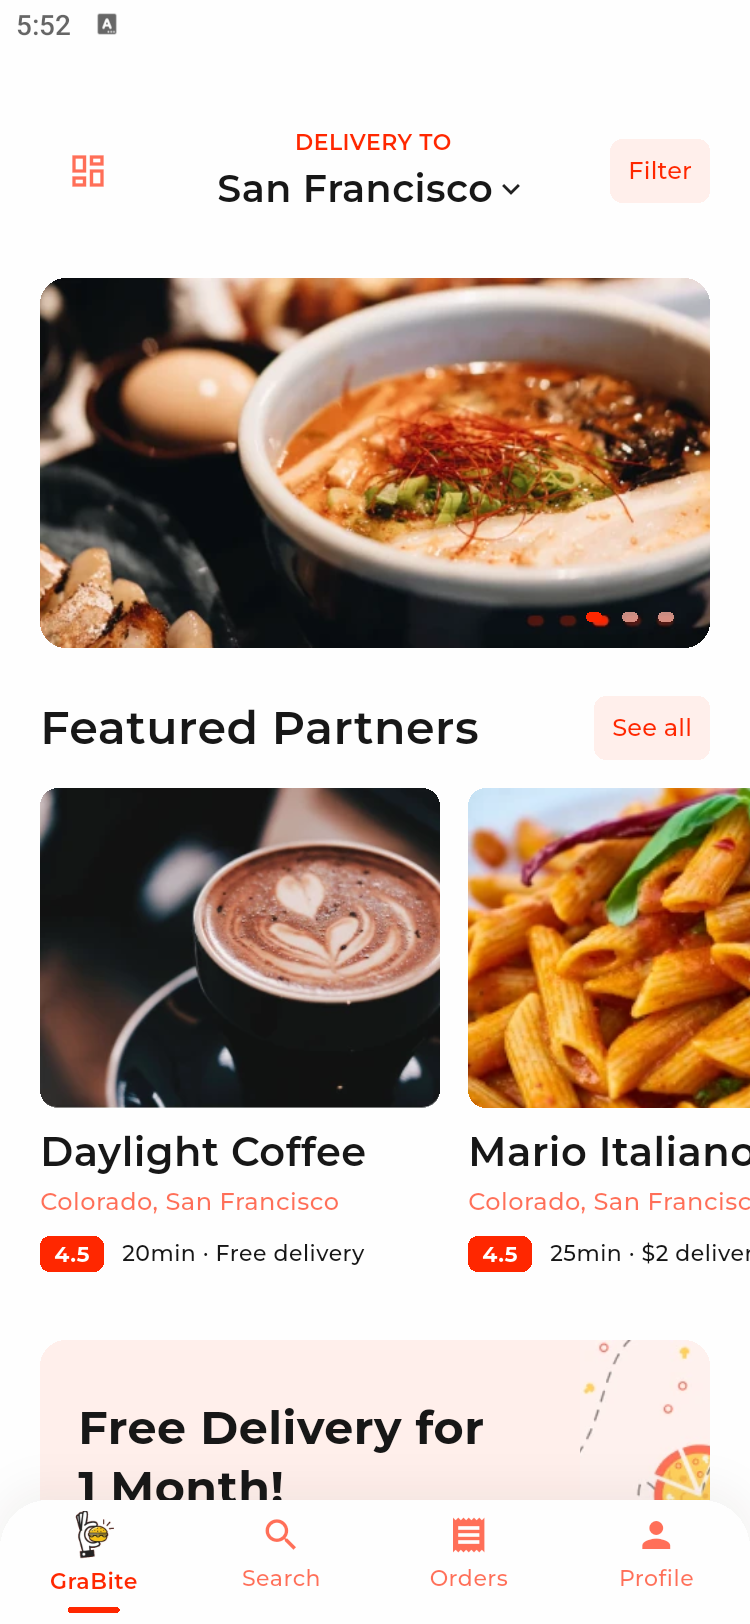 5:52
A
DELIVERY TO
San Francisco
Filter
Featured Partners
See all
Daylight Coffee
Colorado, San Francisco
4.5 20min · Free delivery
Mario Italiano
Colorado, San Francisc
4.5 25min · $2 deliver
Free Delivery for
1 Month!
GraBite
Search
Orders
Profile